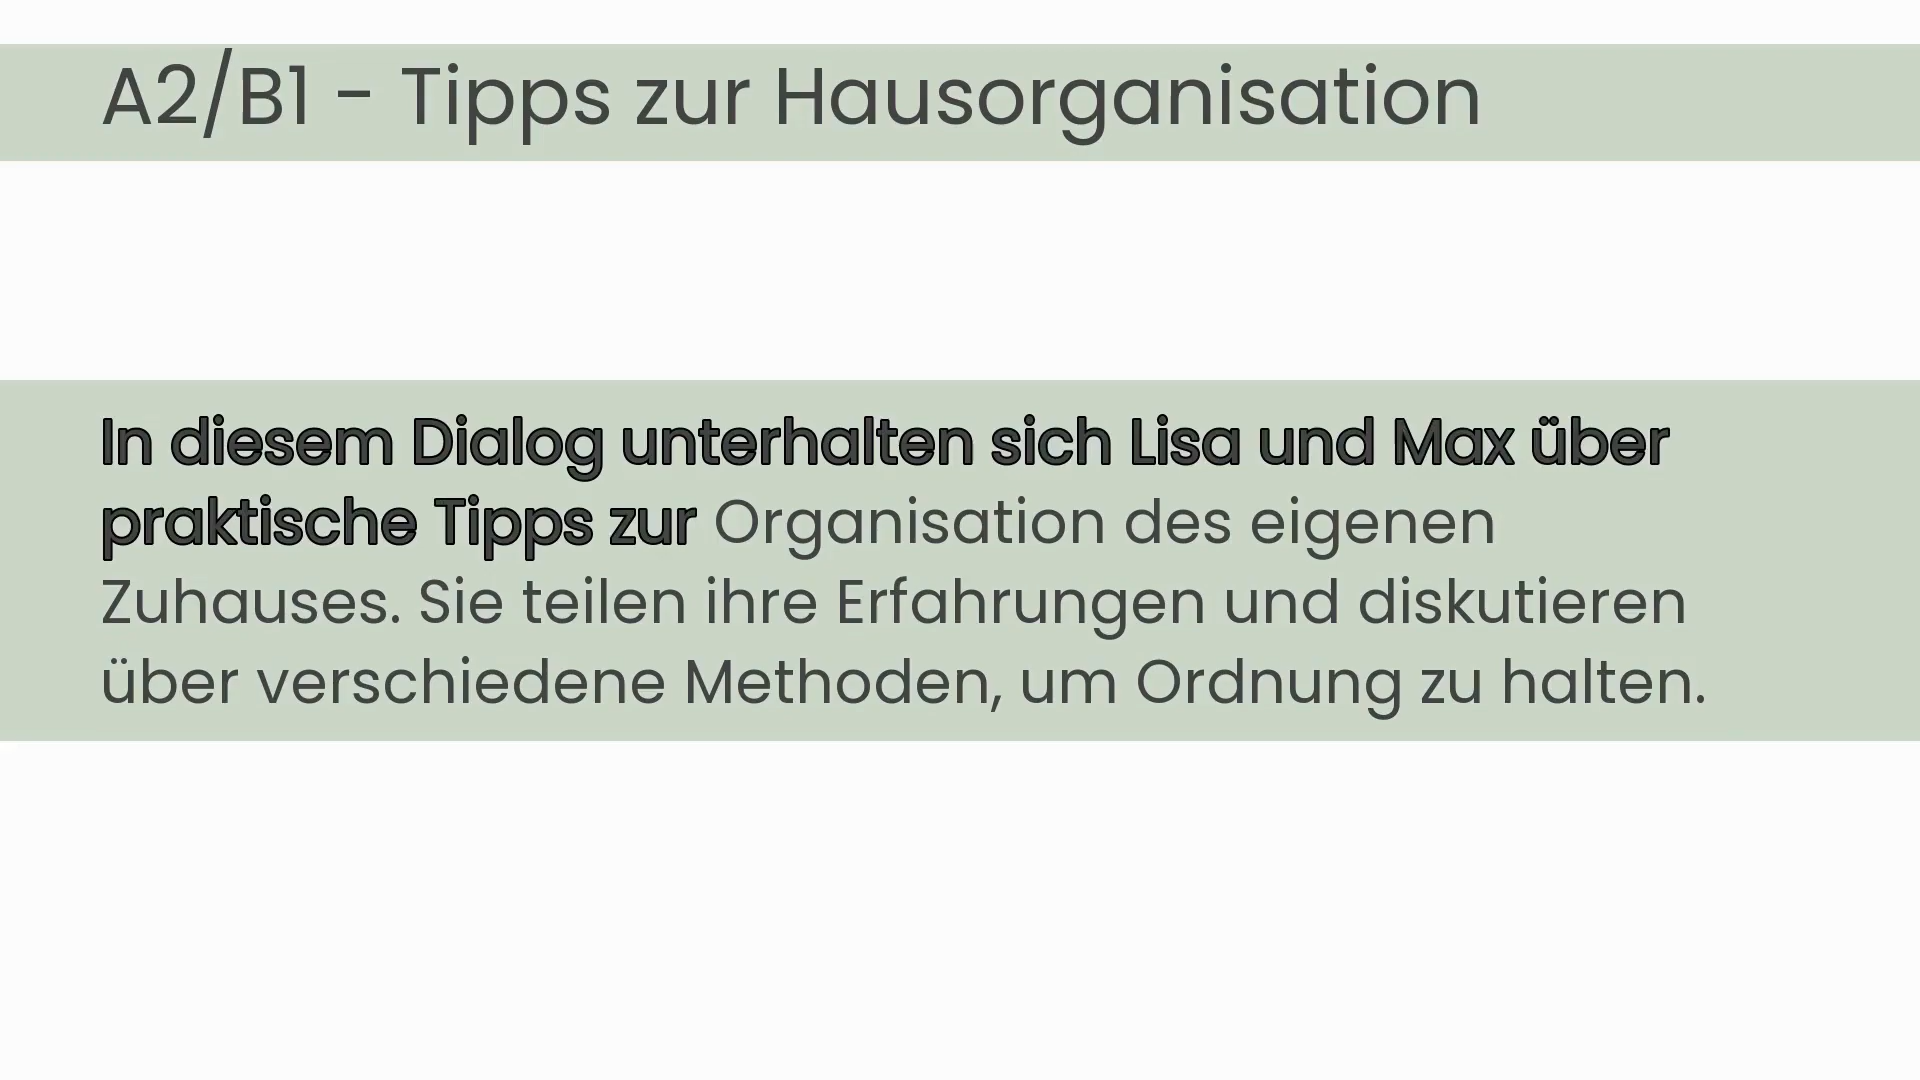 A2/B1 - Tipps zur Hausorganisation
In diesem Dialog unterhalten sich Lisa und Max über
praktische Tipps zur Organisation des eigenen
Zuhauses. Sie teilen ihre Erfahrungen und diskutieren
über verschiedene Methoden, um Ordnung zu halten.